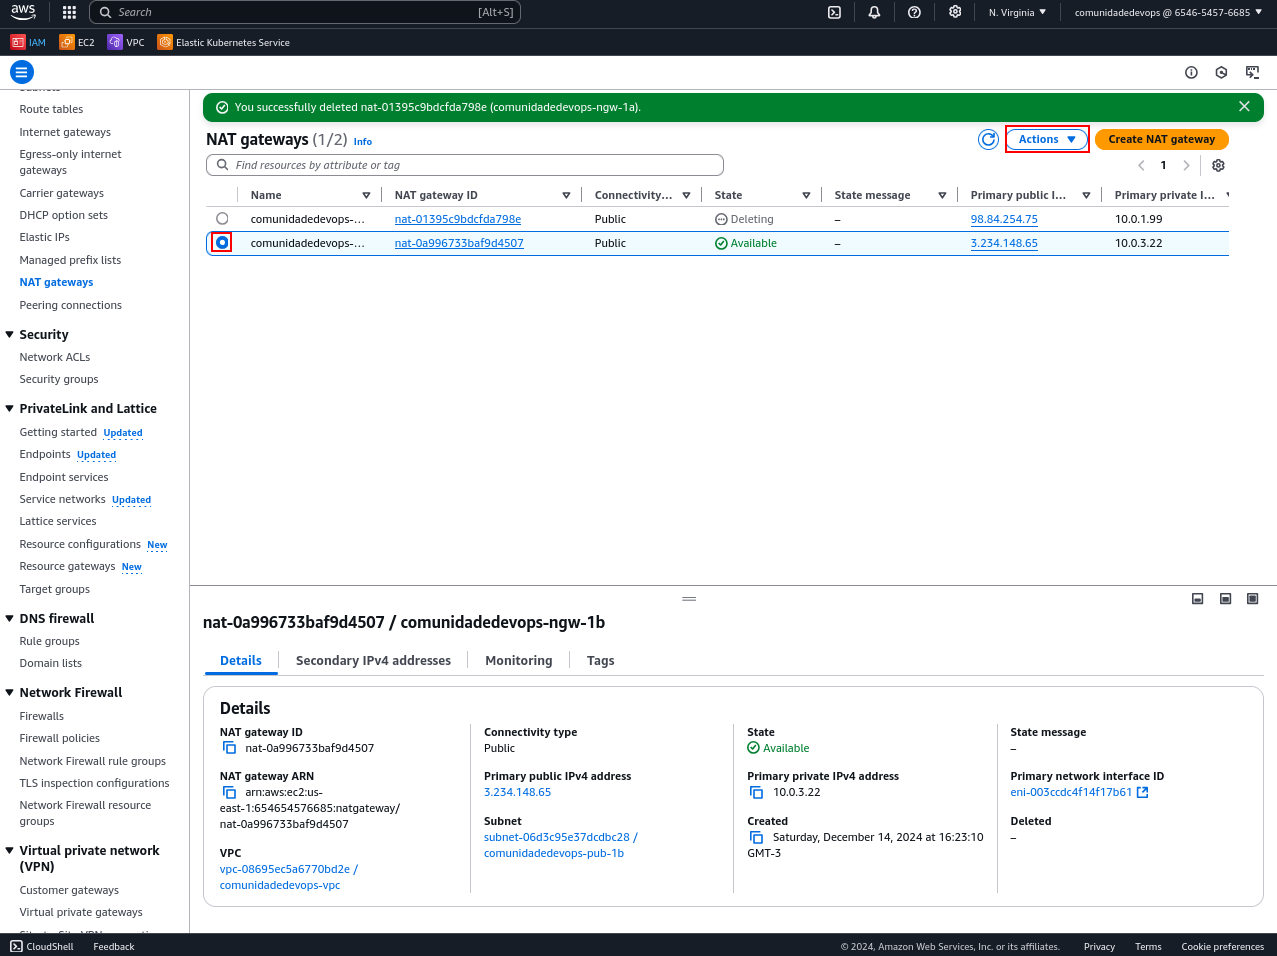 aws
Search [Alt+S]
N. Virginia ▼ comunidadedevops @ 6546-5457-6685 ▼
IAM EC2 VPC Elastic Kubernetes Service
Route tables
Internet gateways
Egress-only internet
gateways
Carrier gateways
DHCP option sets
Elastic IPs
Managed prefix lists
NAT gateways
Peering connections
Security
Network ACLs
Security groups
PrivateLink and Lattice
Getting started Updated
Endpoints Updated
Endpoint services
Service networks Updated
Lattice services
Resource configurations New
Resource gateways New
Target groups
DNS firewall
Rule groups
Domain lists
Network Firewall
Firewalls
Firewall policies
Network Firewall rule groups
TLS inspection configurations
Network Firewall resource
groups
Virtual private network
(VPN)
Customer gateways
Virtual private gateways
You successfully deleted nat-01395c9bdcfda798e (comunidadedevops-ngw-1a).
NAT gateways (1/2) Info
Actions ▼ Create NAT gateway
Find resources by attribute or tag
1
Name NAT gateway ID Connectivity... State State message Primary public I... Primary private I...
comunidadedevops-... nat-01395c9bdcfda798e Public Deleting – 98.84.254.75 10.0.1.99
comunidadedevops-... nat-0a996733baf9d4507 Public Available – 3.234.148.65 10.0.3.22
nat-0a996733baf9d4507 / comunidadedevops-ngw-1b
Details Secondary IPv4 addresses Monitoring Tags
Details
NAT gateway ID
nat-0a996733baf9d4507
NAT gateway ARN
arn:aws:ec2:us-
east-1:654654576685:natgateway/
nat-0a996733baf9d4507
VPC
vpc-08695ec5a6770bd2e /
comunidadedevops-vpc
Connectivity type
Public
Primary public IPv4 address
3.234.148.65
Subnet
subnet-06d3c95e37dcdbc28 /
comunidadedevops-pub-1b
State
Available
Primary private IPv4 address
10.0.3.22
Created
Saturday, December 14, 2024 at 16:23:10
GMT-3
State message
–
Primary network interface ID
eni-003ccdc4f14f17b61
Deleted
–
CloudShell Feedback
© 2024, Amazon Web Services, Inc. or its affiliates. Privacy Terms Cookie preferences